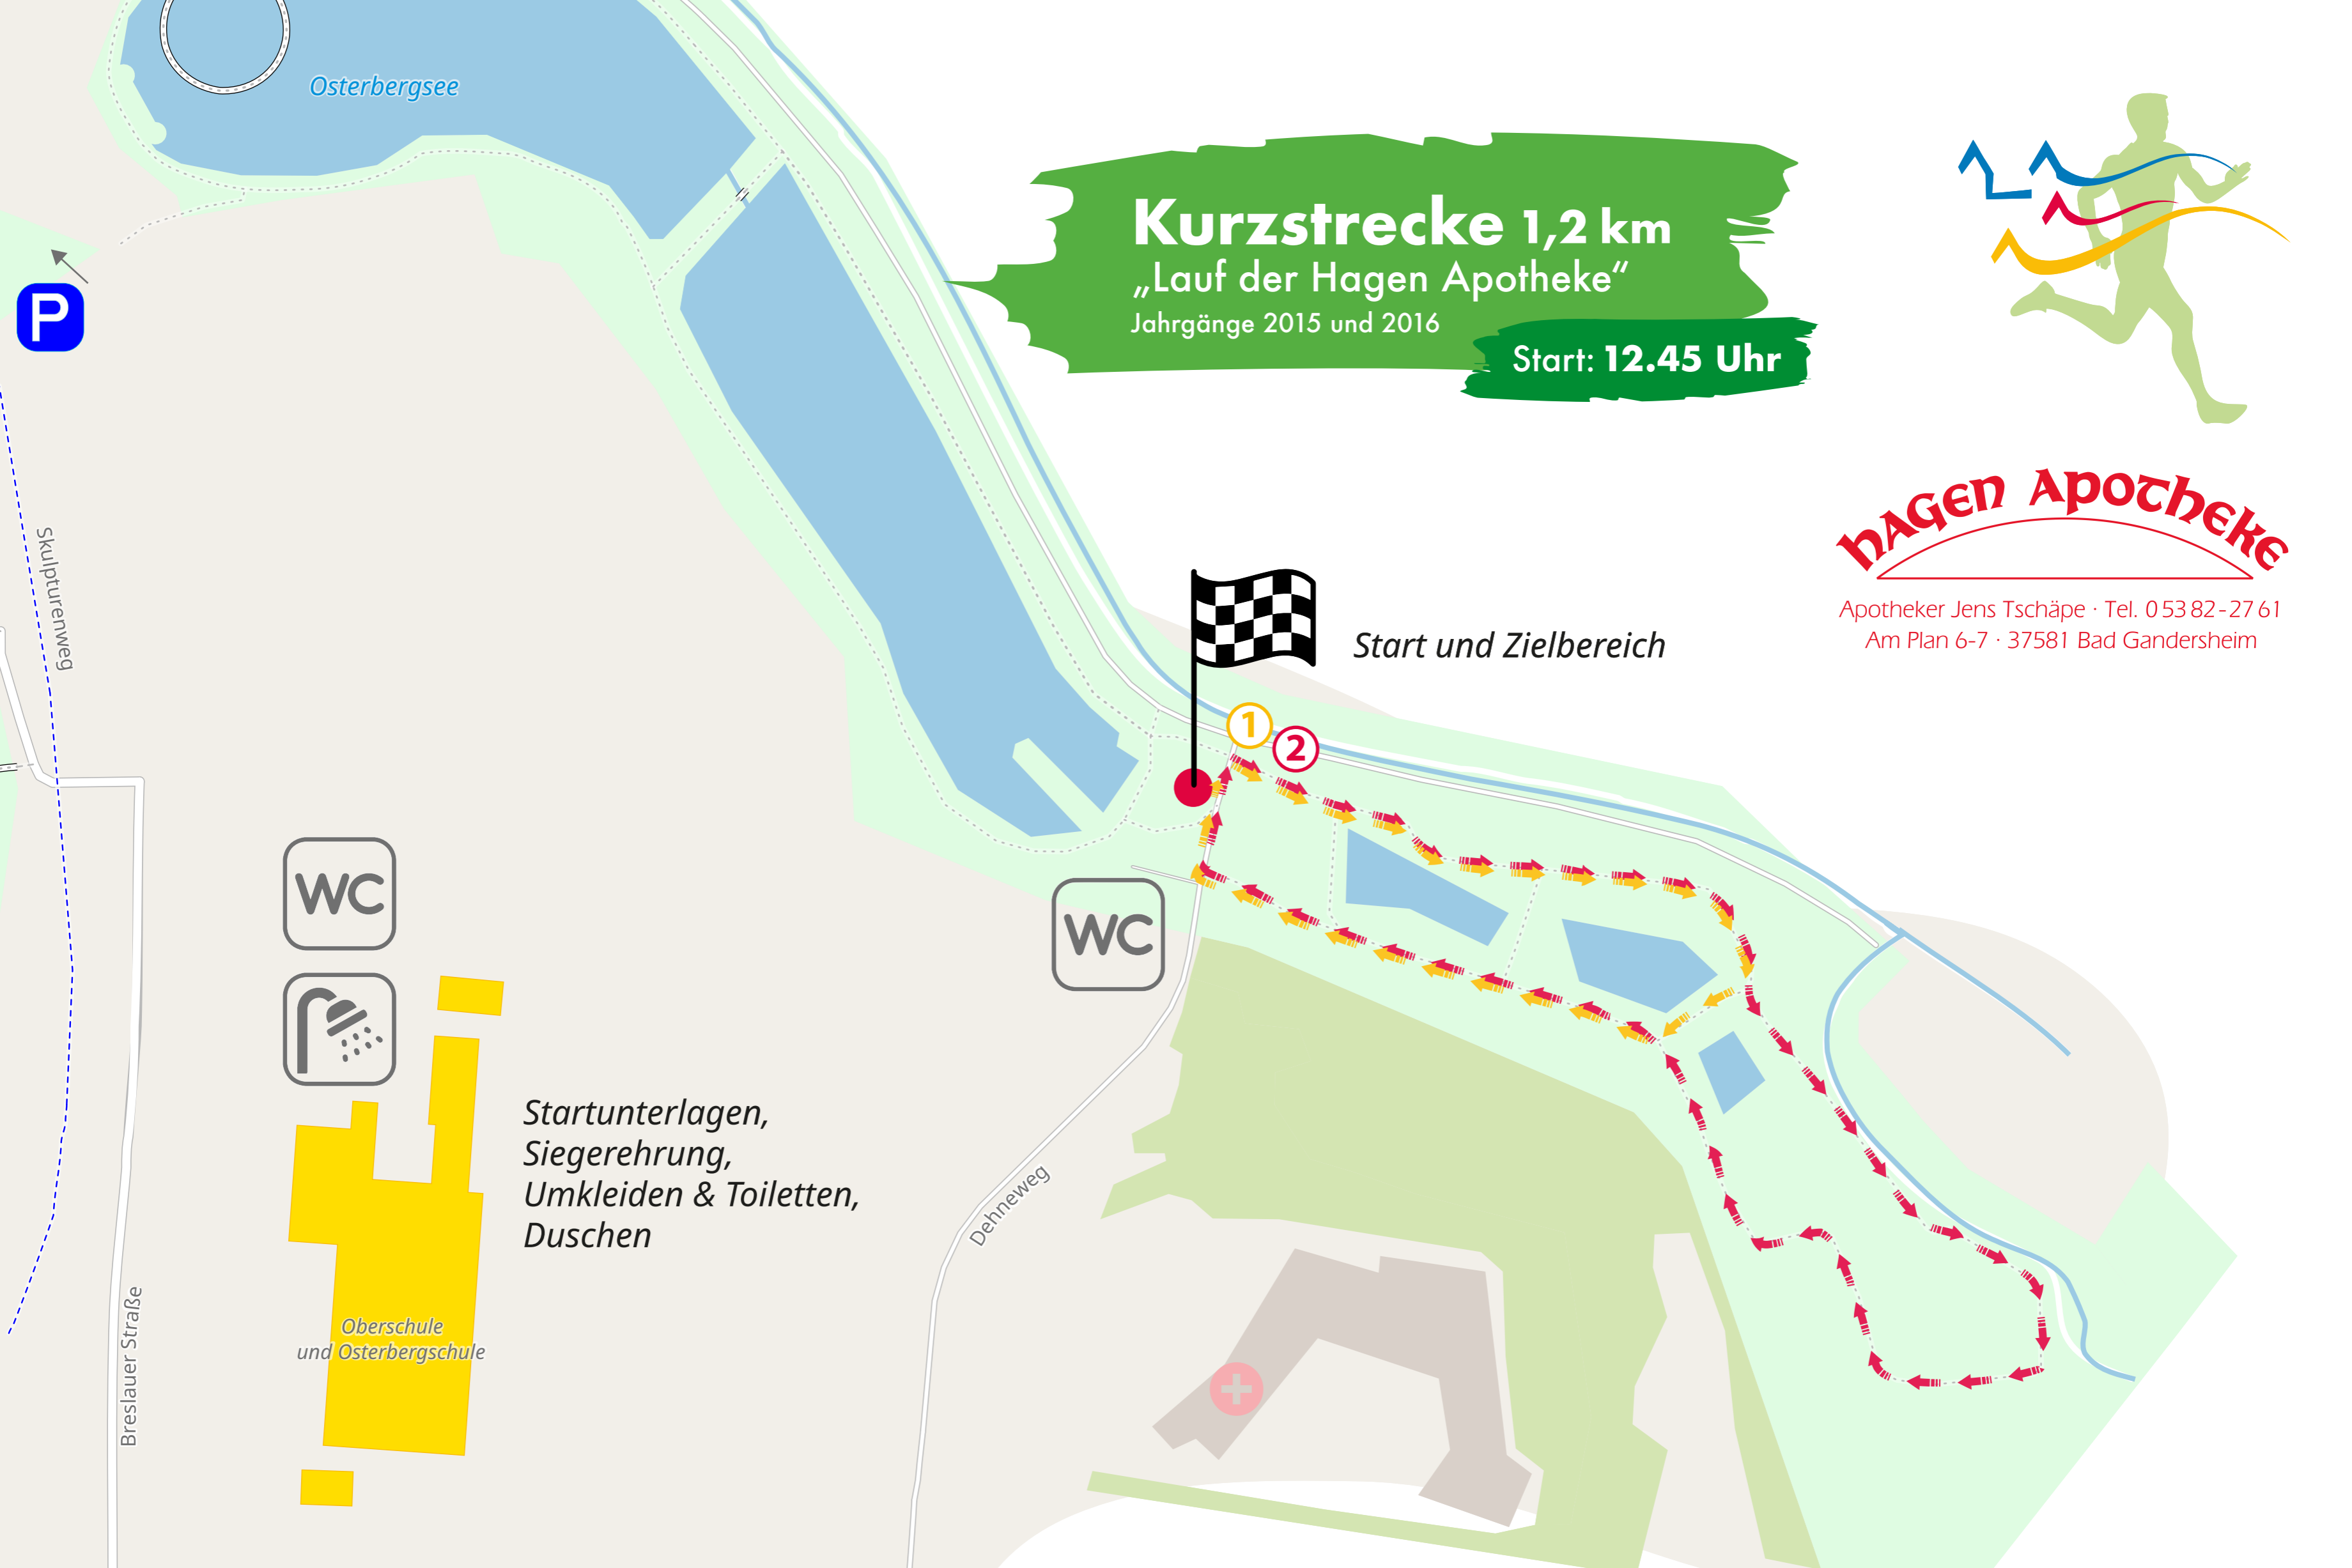 Osterbergsee
Kurzstrecke 1,2 km
„Lauf der Hagen Apotheke“
Jahrgänge 2015 und 2016
Start: 12.45 Uhr
P
Skulpturenweg
HAGEN APOTHEKE
Apotheker Jens Tschäpe · Tel. 0 53 82 - 27 61
Am Plan 6-7 · 37581 Bad Gandersheim
Start und Zielbereich
1
2
WC
WC
Startunterlagen,
Siegerehrung,
Umkleiden & Toiletten,
Duschen
Dehneweg
Breslauer Straße
Oberschule
und Osterbergschule